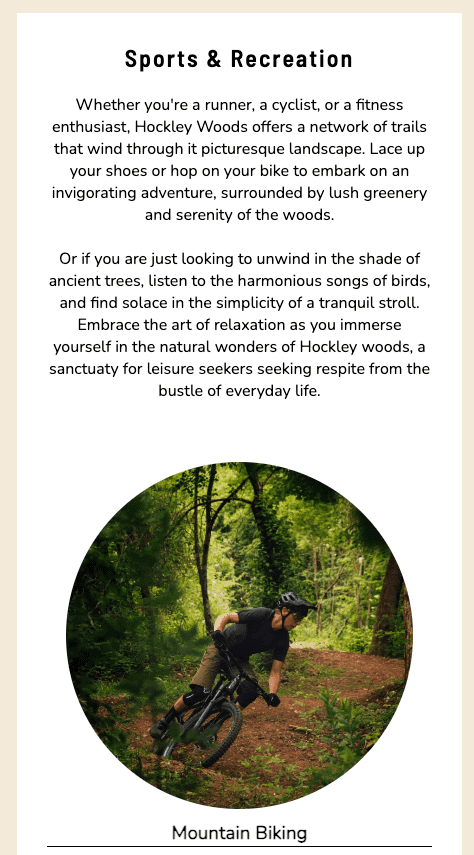 Sports & Recreation
Whether you're a runner, a cyclist, or a fitness
enthusiast, Hockley Woods offers a network of trails
that wind through it picturesque landscape. Lace up
your shoes or hop on your bike to embark on an
invigorating adventure, surrounded by lush greenery
and serenity of the woods.
Or if you are just looking to unwind in the shade of
ancient trees, listen to the harmonious songs of birds,
and find solace in the simplicity of a tranquil stroll.
Embrace the art of relaxation as you immerse
yourself in the natural wonders of Hockley woods, a
sanctuaty for leisure seekers seeking respite from the
bustle of everyday life.
Mountain Biking